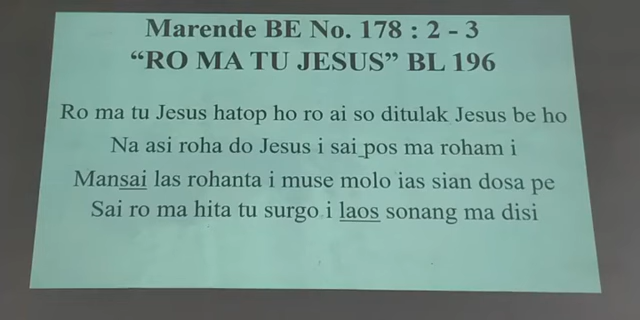 Marende BE No. 178 : 2 - 3
“RO MA TU JESUS” BL 196
Ro ma tu Jesus hatop ho ro ai so ditulak Jesus be ho
Na asi roha do Jesus i sai pos ma roham i
Mansai las rohanta i muse molo ias sian dosa pe
Sai ro ma hita tu surgo i laos sonang ma disi